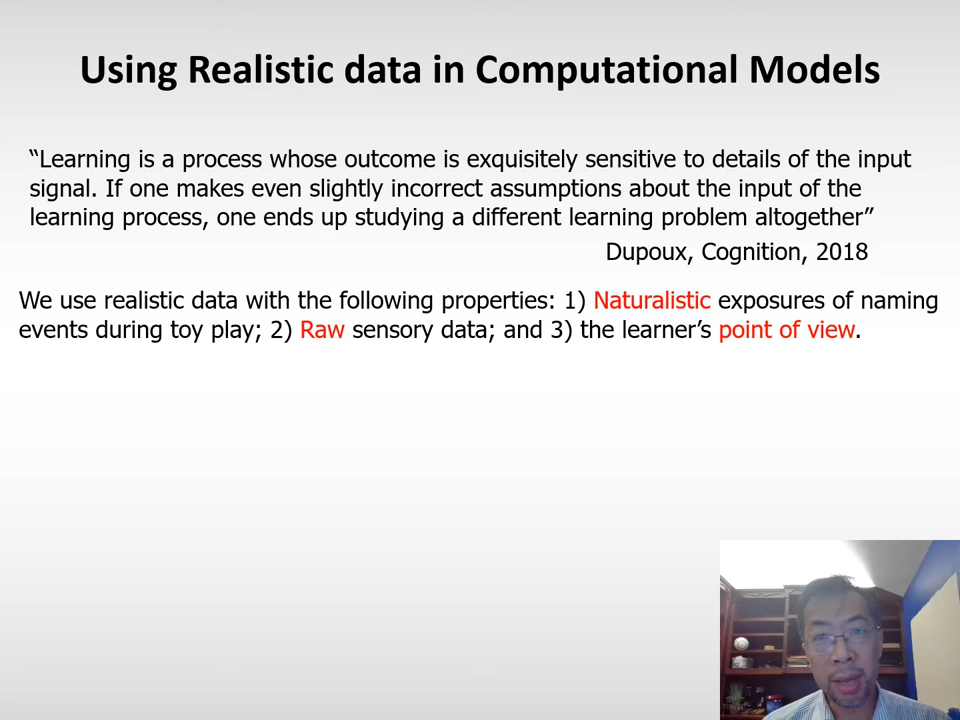 Using Realistic data in Computational Models
“Learning is a process whose outcome is exquisitely sensitive to details of the input
signal. If one makes even slightly incorrect assumptions about the input of the
learning process, one ends up studying a different learning problem altogether”
Dupoux, Cognition, 2018
We use realistic data with the following properties: 1) Naturalistic exposures of naming
events during toy play; 2) Raw sensory data; and 3) the learner’s point of view.